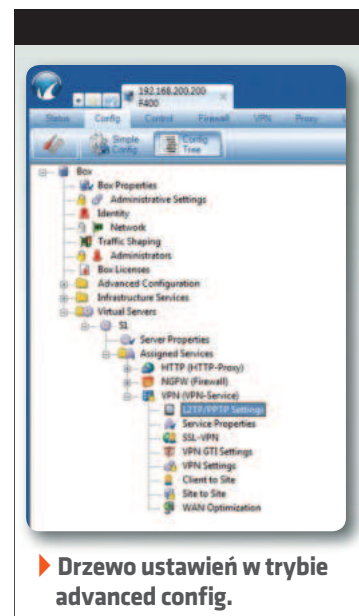 192.168.200.200
F400
Status Config Control Firewall VPN Proxy
Simple Config
Config Tree
Box
Box Properties
Administrative Settings
Identity
Network
Traffic Shaping
Administrators
Box Licenses
Advanced Configuration
Infrastructure Services
Virtual Servers
S1
Server Properties
Assigned Services
HTTP (HTTP-Proxy)
NGFW (Firewall)
VPN (VPN-Service)
L2TP/PPTP Settings
Service Properties
SSL-VPN
VPN GTI Settings
VPN Settings
Client to Site
Site to Site
WAN Optimization
Drzewo ustawień w trybie
advanced config.